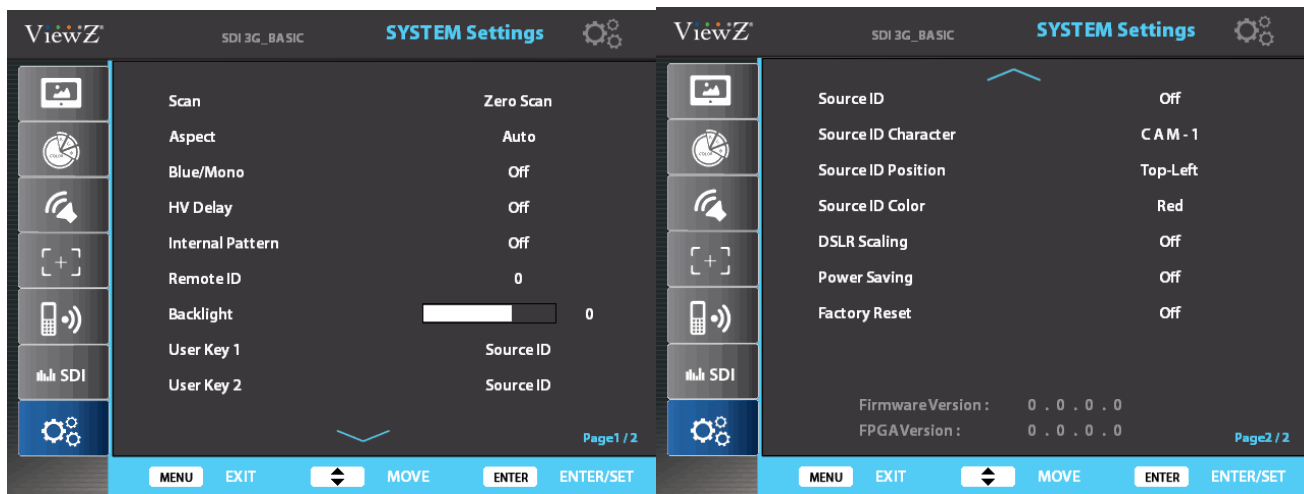 ViewZ SDI 3G_BASIC SYSTEM Settings
Scan Zero Scan
Aspect Auto
Blue/Mono Off
HV Delay Off
Internal Pattern Off
Remote ID 0
Backlight 0
User Key 1 Source ID
User Key 2 Source ID
COLOR
SDI
Page1 / 2
MENU EXIT MOVE ENTER ENTER/SET
ViewZ SDI 3G_BASIC SYSTEM Settings
Source ID Off
Source ID Character C A M - 1
Source ID Position Top-Left
Source ID Color Red
DSLR Scaling Off
Power Saving Off
Factory Reset Off
COLOR
SDI
Firmware Version : 0 . 0 . 0 . 0
FPGA Version : 0 . 0 . 0 . 0
Page2 / 2
MENU EXIT MOVE ENTER ENTER/SET